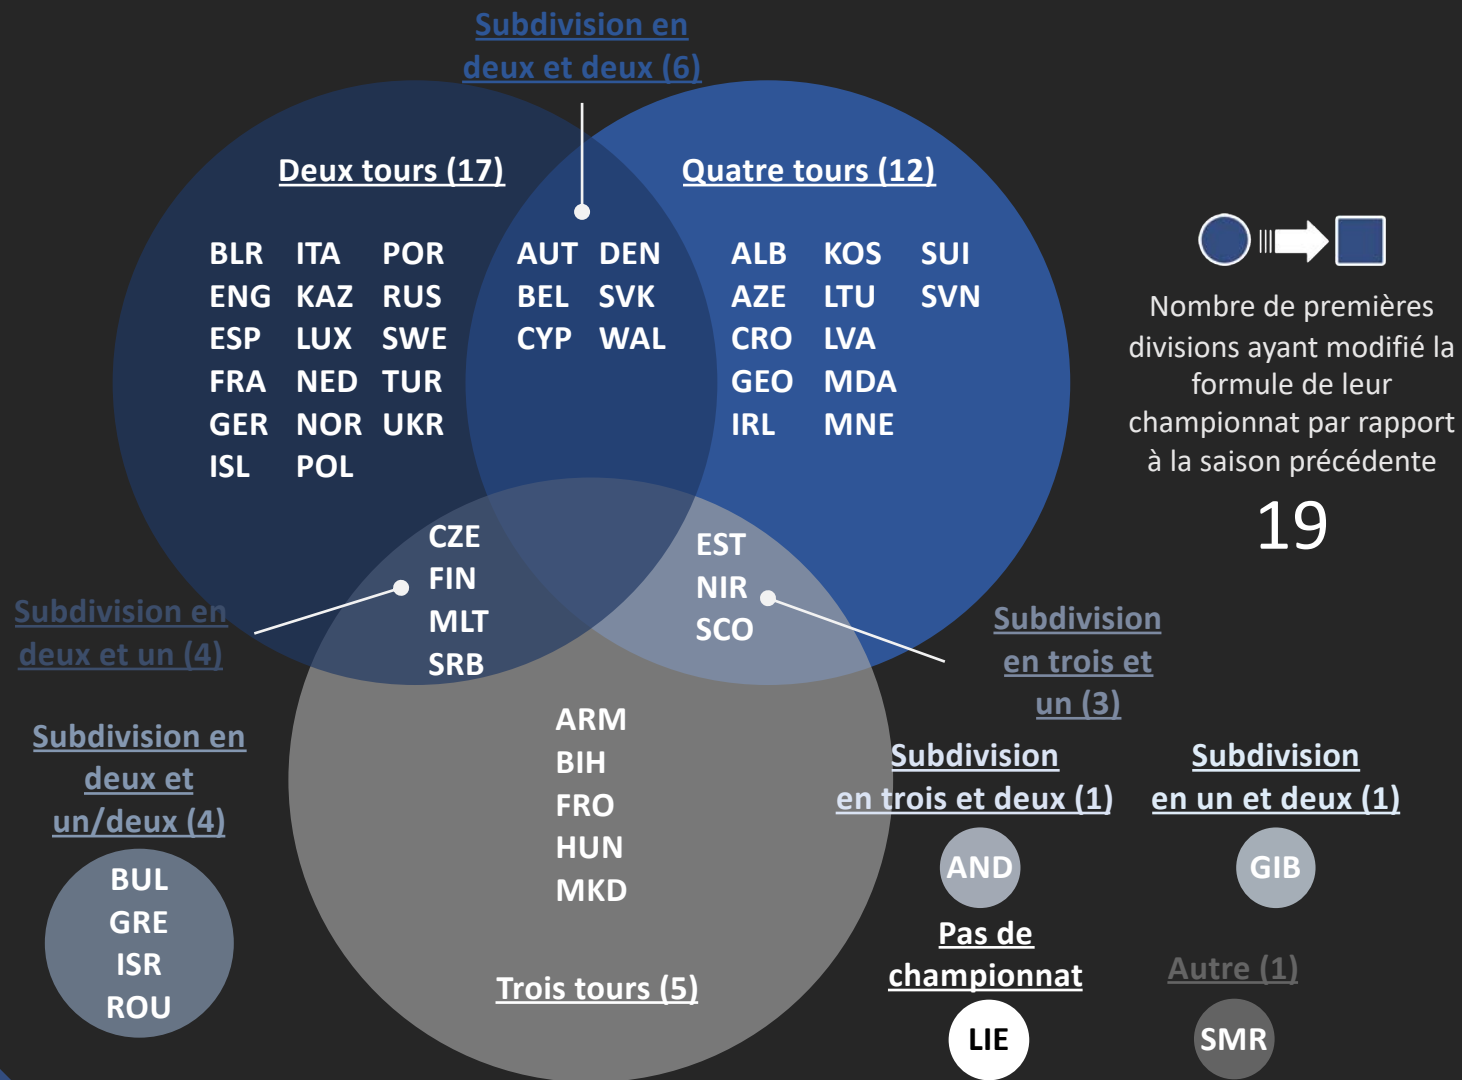 Subdivision en
deux et deux (6)
Deux tours (17)
Quatre tours (12)
BLR ITA POR
ENG KAZ RUS
ESP LUX SWE
FRA NED TUR
GER NOR UKR
ISL POL
AUT DEN
BEL SVK
CYP WAL
ALB KOS SUI
AZE LTU SVN
CRO LVA
GEO MDA
IRL MNE
Nombre de premières
divisions ayant modifié la
formule de leur
championnat par rapport
à la saison précédente
19
CZE
FIN
MLT
SRB
EST
NIR
SCO
Subdivision en
deux et un (4)
Subdivision
en trois et
un (3)
Subdivision en
deux et
un/deux (4)
BUL
GRE
ISR
ROU
ARM
BIH
FRO
HUN
MKD
Trois tours (5)
Subdivision
en trois et deux (1)
AND
Subdivision
en un et deux (1)
GIB
Pas de
championnat
LIE
Autre (1)
SMR